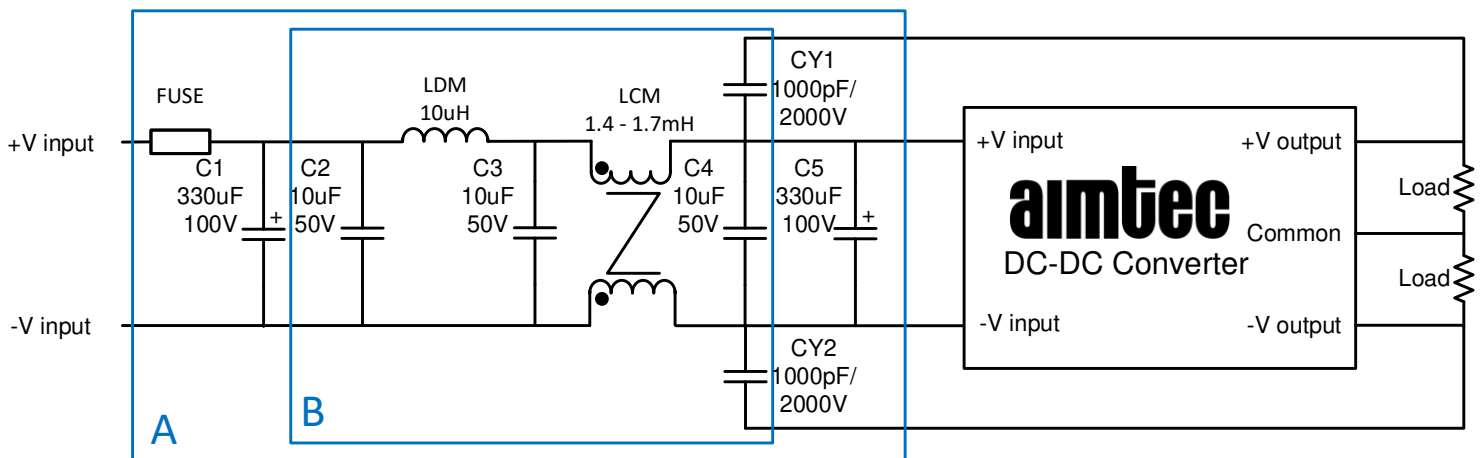 FUSE
+V input
-V input
C1
330uF
100V
+
C2
10uF
50V
LDM
10uH
C3
10uF
50V
LCM
1.4 - 1.7mH
C4
10uF
50V
CY1
1000pF/
2000V
C5
330uF
100V
+
CY2
1000pF/
2000V
A
B
+V input
-V input
aimtec
DC-DC Converter
+V output
Common
-V output
Load
Load